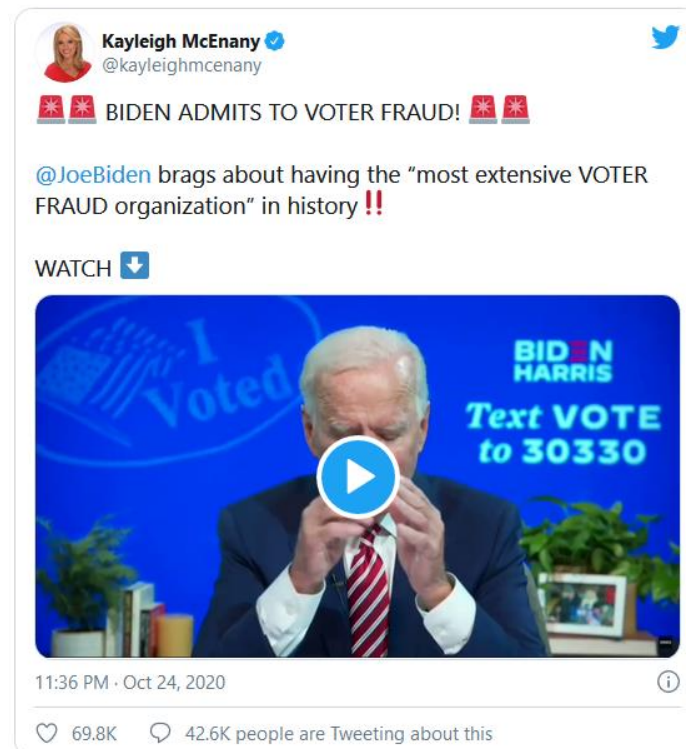 Kayleigh McEnany
@kayleighmcenany
🚨🚨 BIDEN ADMITS TO VOTER FRAUD! 🚨🚨
@JoeBiden brags about having the “most extensive VOTER
FRAUD organization” in history‼️
WATCH ⬇️
I
Voted
BIDEN
HARRIS
Text VOTE
to 30330
11:36 PM · Oct 24, 2020
69.8K
42.6K people are Tweeting about this